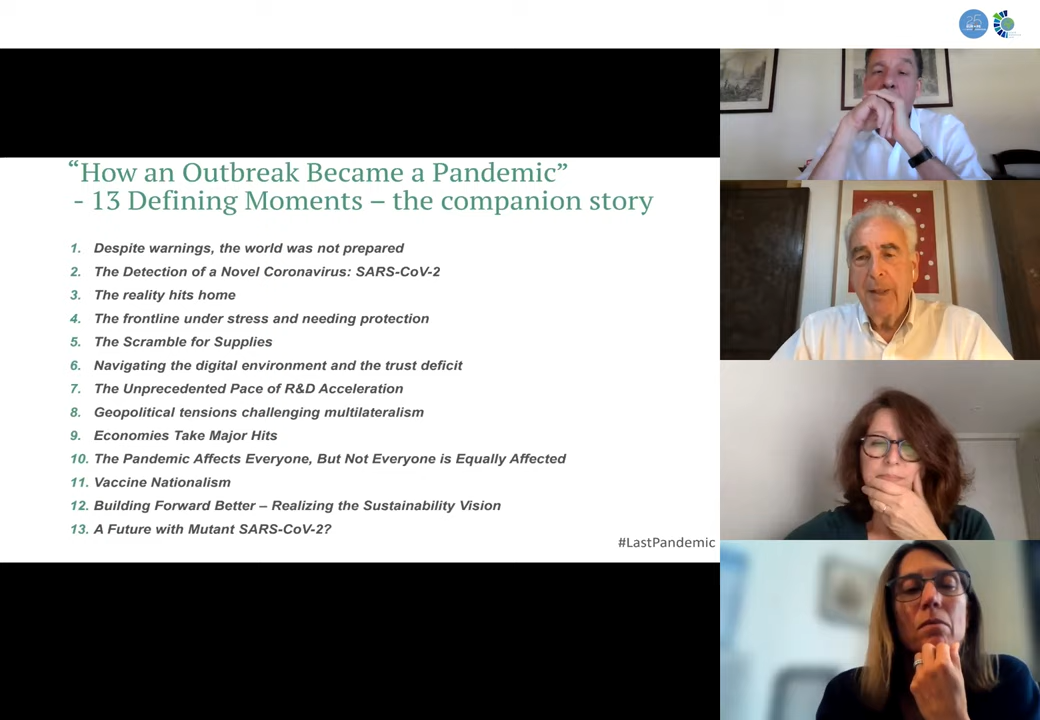 “How an Outbreak Became a Pandemic”
- 13 Defining Moments – the companion story
1. Despite warnings, the world was not prepared
2. The Detection of a Novel Coronavirus: SARS-CoV-2
3. The reality hits home
4. The frontline under stress and needing protection
5. The Scramble for Supplies
6. Navigating the digital environment and the trust deficit
7. The Unprecedented Pace of R&D Acceleration
8. Geopolitical tensions challenging multilateralism
9. Economies Take Major Hits
10. The Pandemic Affects Everyone, But Not Everyone is Equally Affected
11. Vaccine Nationalism
12. Building Forward Better – Realizing the Sustainability Vision
13. A Future with Mutant SARS-CoV-2?
#LastPandemic